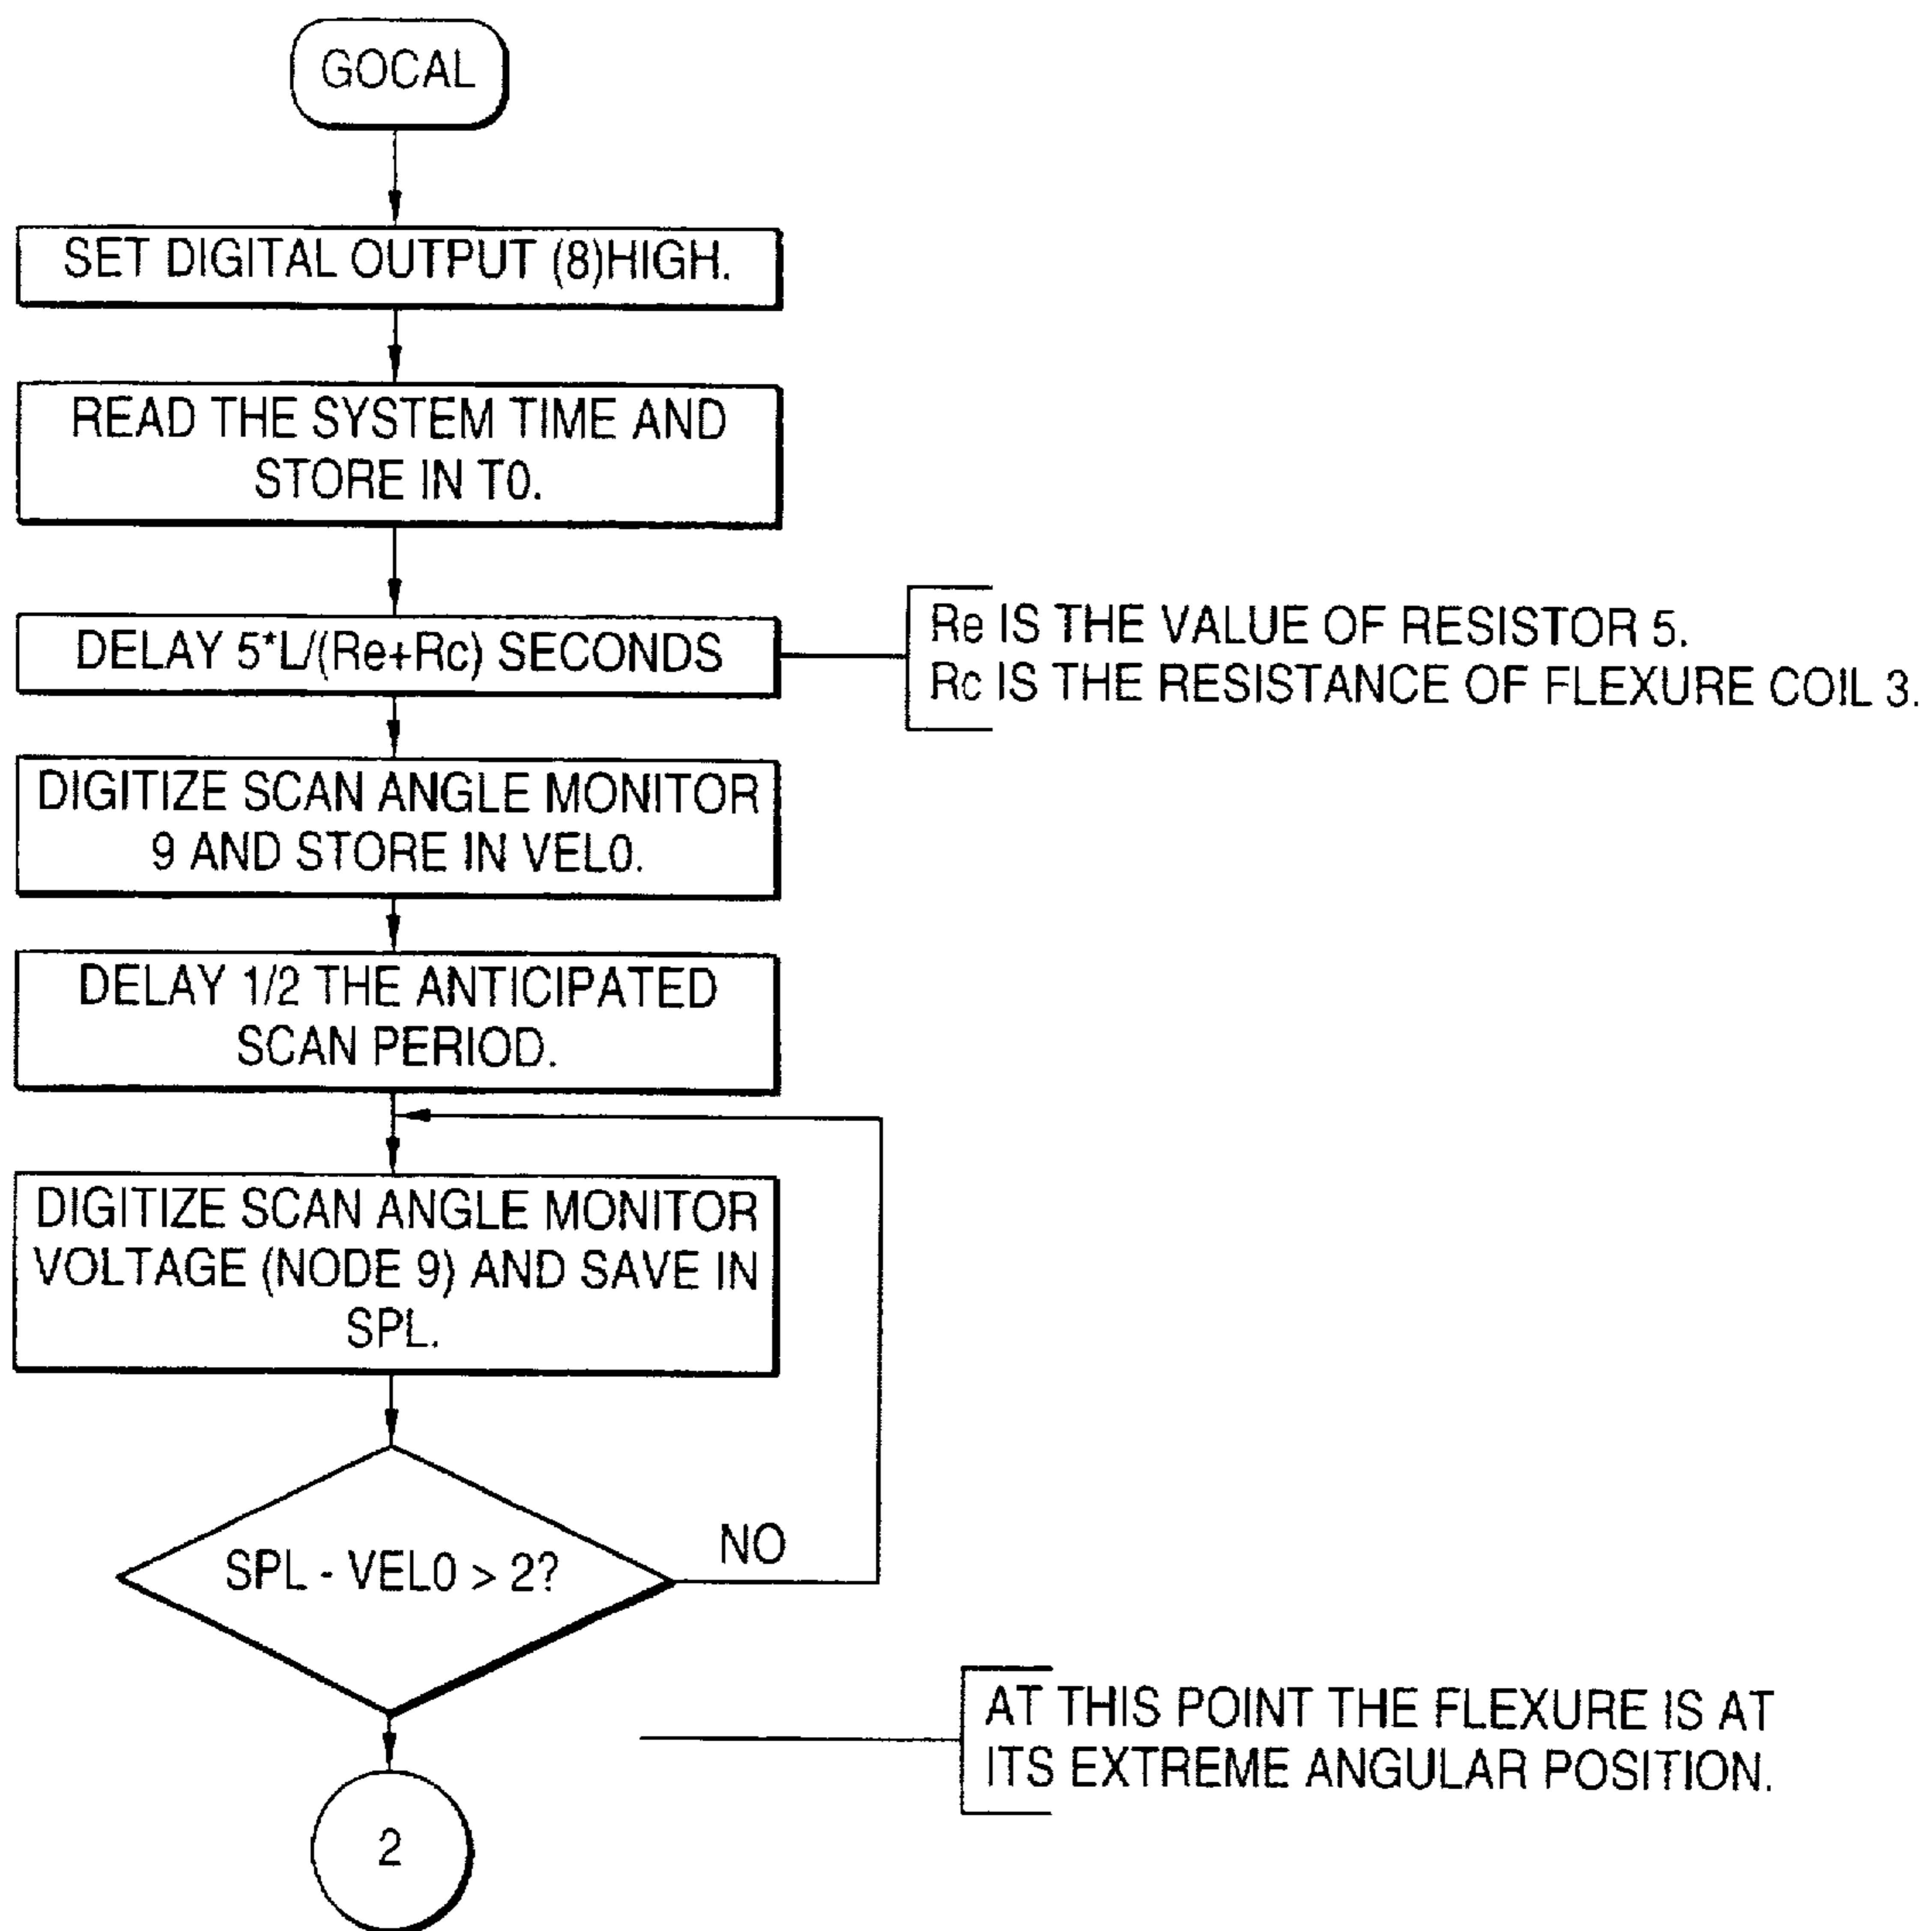 GOCAL
SET DIGITAL OUTPUT (8)HIGH.
READ THE SYSTEM TIME AND
STORE IN T0.
DELAY 5*L/(Re+Rc) SECONDS
Re IS THE VALUE OF RESISTOR 5.
Rc IS THE RESISTANCE OF FLEXURE COIL 3.
DIGITIZE SCAN ANGLE MONITOR
9 AND STORE IN VEL0.
DELAY 1/2 THE ANTICIPATED
SCAN PERIOD.
DIGITIZE SCAN ANGLE MONITOR
VOLTAGE (NODE 9) AND SAVE IN
SPL.
SPL - VEL0 > 2?
NO
AT THIS POINT THE FLEXURE IS AT
ITS EXTREME ANGULAR POSITION.
2